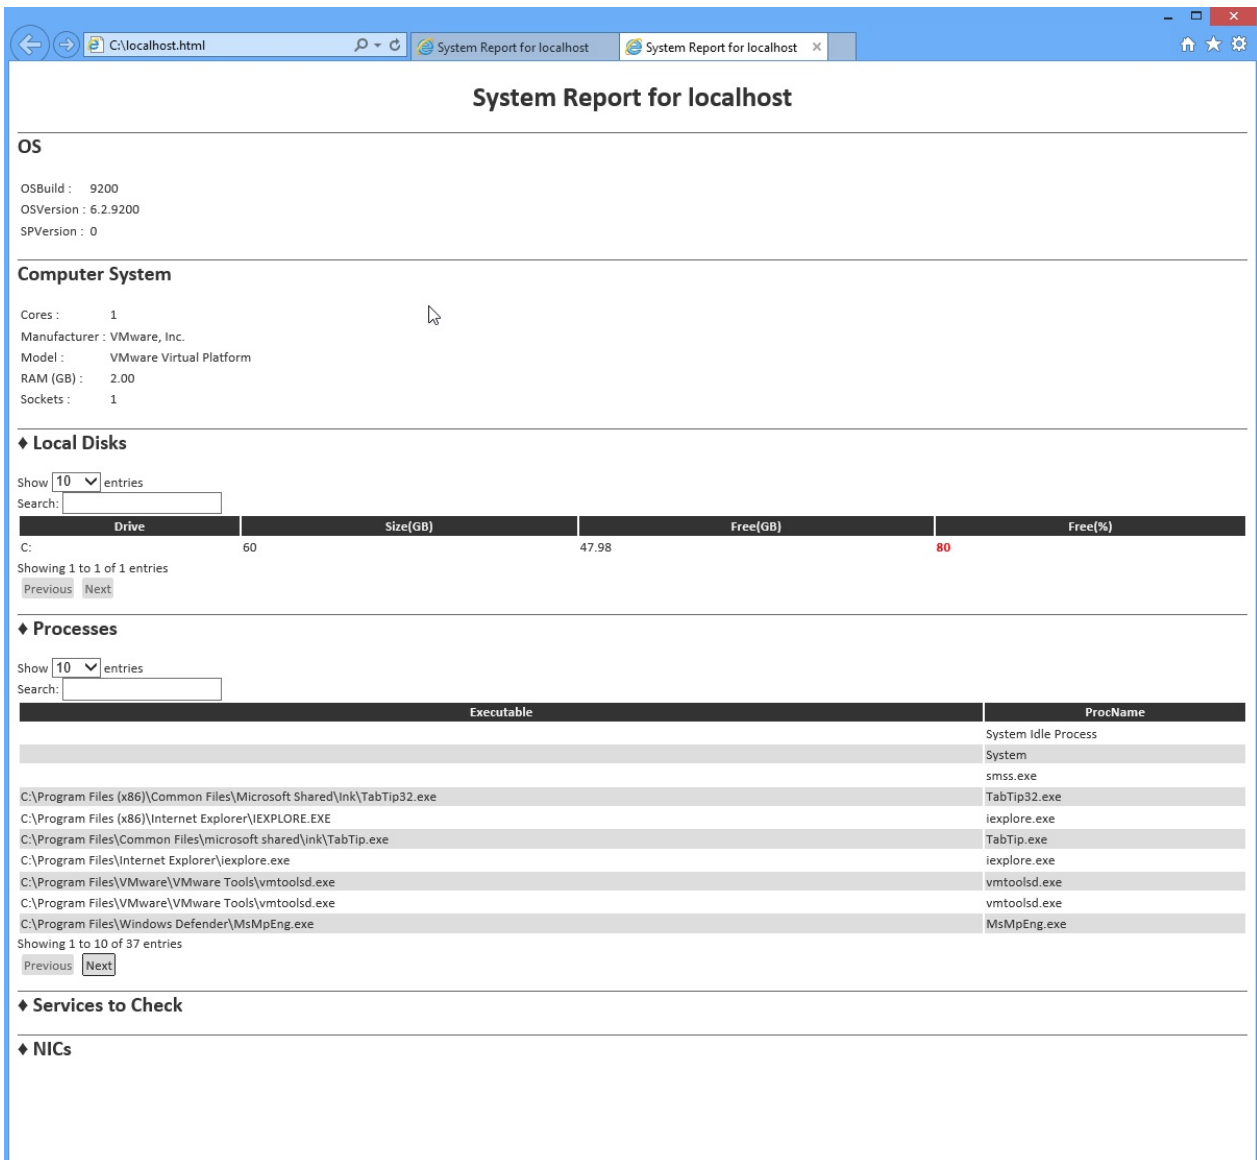 C:\localhost.html
System Report for localhost
System Report for localhost
System Report for localhost
OS
OSBuild : 9200
OSVersion : 6.2.9200
SPVersion : 0
Computer System
Cores : 1
Manufacturer : VMware, Inc.
Model : VMware Virtual Platform
RAM (GB) : 2.00
Sockets : 1
♦ Local Disks
Show 10 entries
Search:
Drive Size(GB) Free(GB) Free(%)
C: 60 47.98 80
Showing 1 to 1 of 1 entries
Previous Next
♦ Processes
Show 10 entries
Search:
Executable ProcName
System Idle Process
System
smss.exe
C:\Program Files (x86)\Common Files\Microsoft Shared\Ink\TabTip32.exe TabTip32.exe
C:\Program Files (x86)\Internet Explorer\IEXPLORE.EXE iexplore.exe
C:\Program Files\Common Files\microsoft shared\ink\TabTip.exe TabTip.exe
C:\Program Files\Internet Explorer\iexplore.exe iexplore.exe
C:\Program Files\VMware\VMware Tools\vmtoolsd.exe vmtoolsd.exe
C:\Program Files\VMware\VMware Tools\vmtoolsd.exe vmtoolsd.exe
C:\Program Files\Windows Defender\MsMpEng.exe MsMpEng.exe
Showing 1 to 10 of 37 entries
Previous Next
♦ Services to Check
♦ NICs